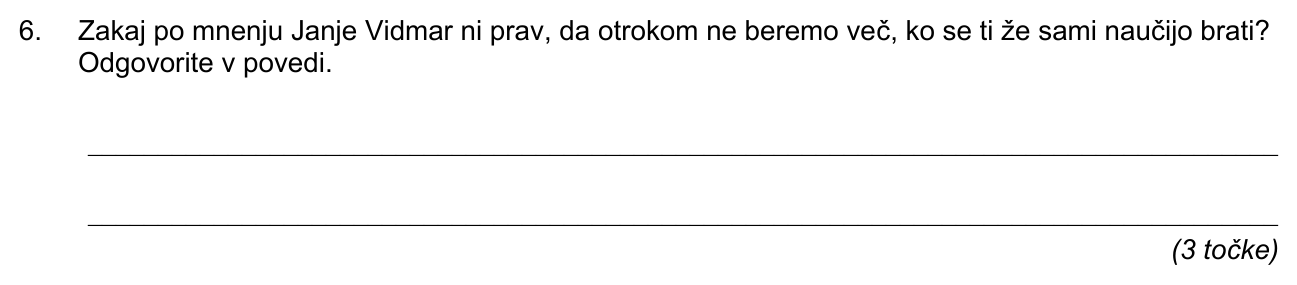 6. Zakaj po mnenju Janje Vidmar ni prav, da otrokom ne beremo več, ko se ti že sami naučijo brati?
Odgovorite v povedi.
(3 točke)